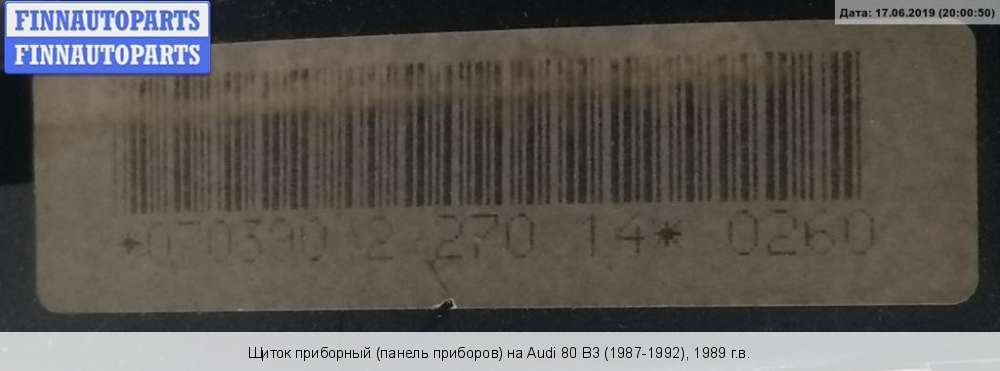 FINNAUTOPARTS
FINNAUTOPARTS
Дата: 17.06.2019 (20:00:50)
*070390 2 270 14* 0260
Щиток приборный (панель приборов) на Audi 80 B3 (1987-1992), 1989 г.в.